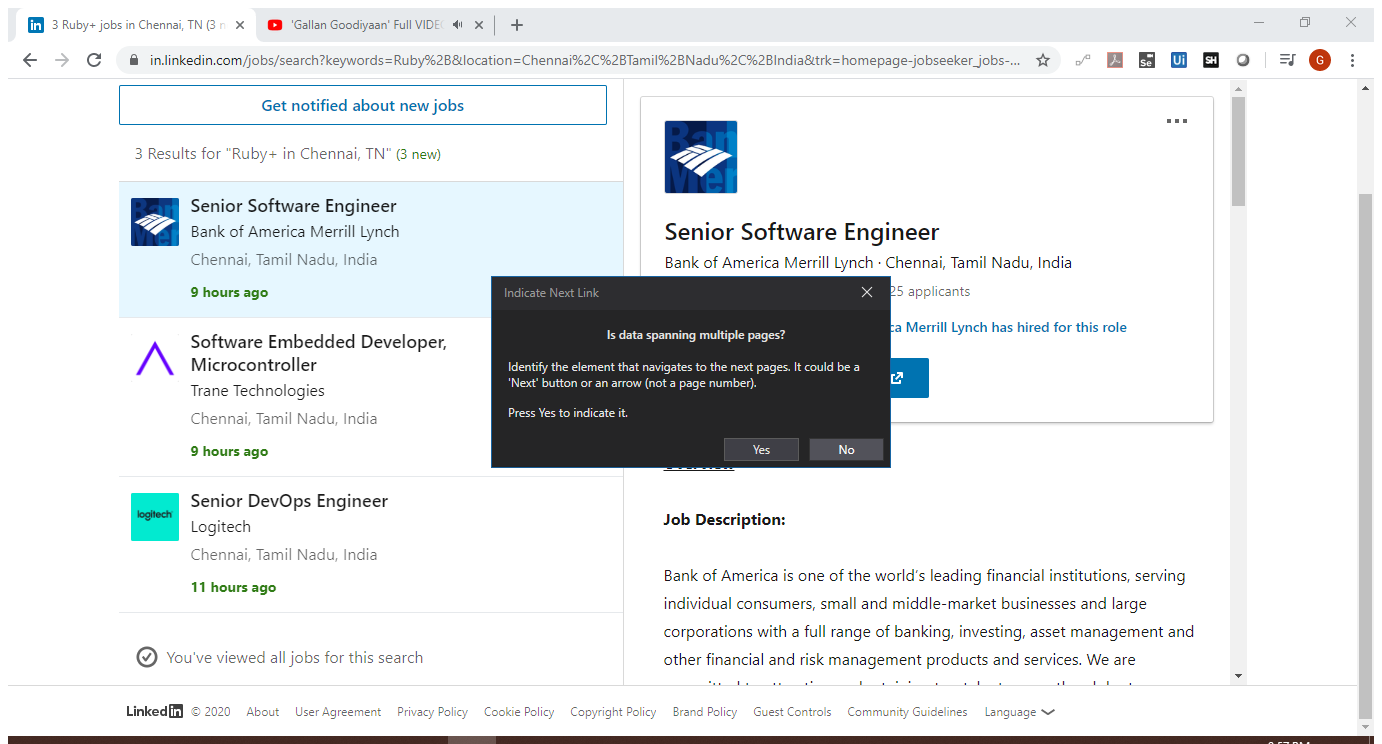 3 Ruby+ jobs in Chennai, TN (3 n
'Gallan Goodiyaan' Full VIDEO
in.linkedin.com/jobs/search?keywords=Ruby%2B&location=Chennai%2C%2BTamil%2BNadu%2C%2BIndia&trk=homepage-jobseeker_jobs-...
Se
Ui
SH
G
Get notified about new jobs
3 Results for "Ruby+ in Chennai, TN" (3 new)
Senior Software Engineer
Bank of America Merrill Lynch
Chennai, Tamil Nadu, India
9 hours ago
Software Embedded Developer,
Microcontroller
Trane Technologies
Chennai, Tamil Nadu, India
9 hours ago
logitech
Senior DevOps Engineer
Logitech
Chennai, Tamil Nadu, India
11 hours ago
You've viewed all jobs for this search
Senior Software Engineer
Bank of America Merrill Lynch · Chennai, Tamil Nadu, India
25 applicants
Merrill Lynch has hired for this role
Indicate Next Link
Is data spanning multiple pages?
Identify the element that navigates to the next pages. It could be a
'Next' button or an arrow (not a page number).
Press Yes to indicate it.
Yes
No
Job Description:
Bank of America is one of the world's leading financial institutions, serving
individual consumers, small and middle-market businesses and large
corporations with a full range of banking, investing, asset management and
other financial and risk management products and services. We are
LinkedIn © 2020 About User Agreement Privacy Policy Cookie Policy Copyright Policy Brand Policy Guest Controls Community Guidelines Language